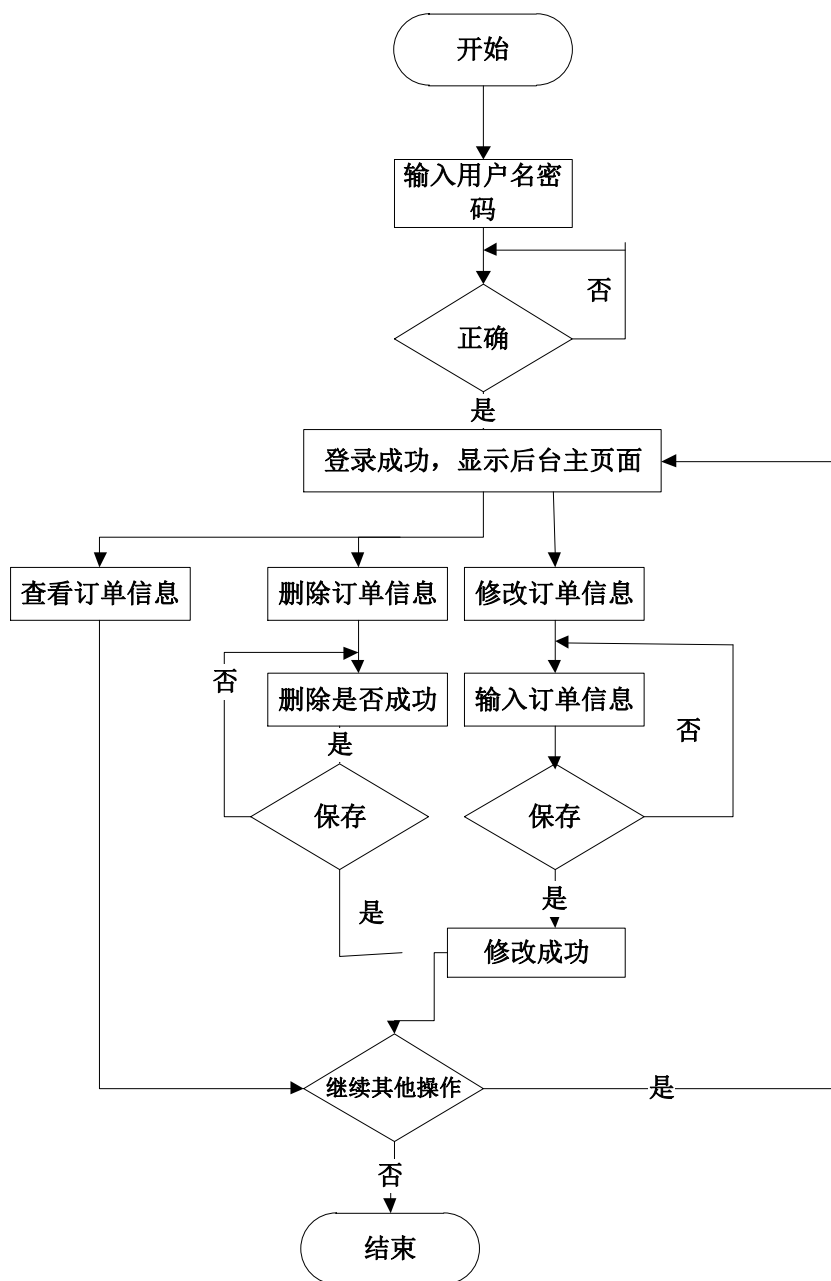 开始
输入用户名密
码
否
正确
是
登录成功，显示后台主页面
查看订单信息
删除订单信息
修改订单信息
否
删除是否成功
输入订单信息
否
是
保存
保存
是
是
修改成功
继续其他操作
是
否
结束